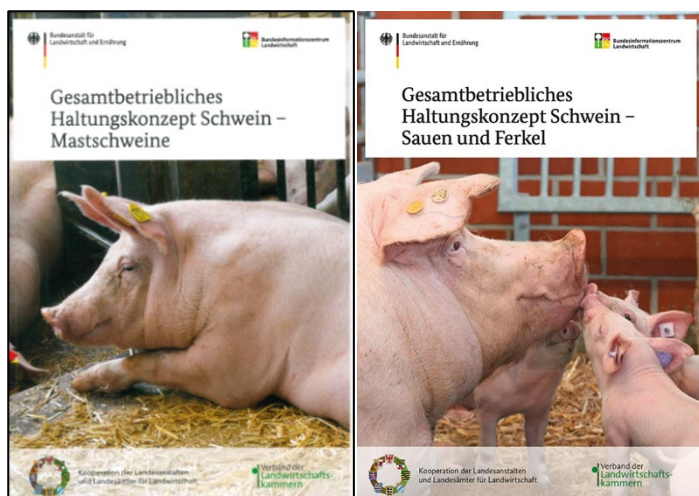 Bundesanstalt für
Landwirtschaft und Ernährung
Bundesinformationszentrum
Landwirtschaft
Gesamtbetriebliches
Haltungskonzept Schwein –
Mastschweine
Kooperation der Landesanstalten
und Landesämter für Landwirtschaft
Verband der
Landwirtschafts-
kammern
Bundesanstalt für
Landwirtschaft und Ernährung
Bundesinformationszentrum
Landwirtschaft
Gesamtbetriebliches
Haltungskonzept Schwein –
Sauen und Ferkel
Kooperation der Landesanstalten
und Landesämter für Landwirtschaft
Verband der
Landwirtschafts-
kammern